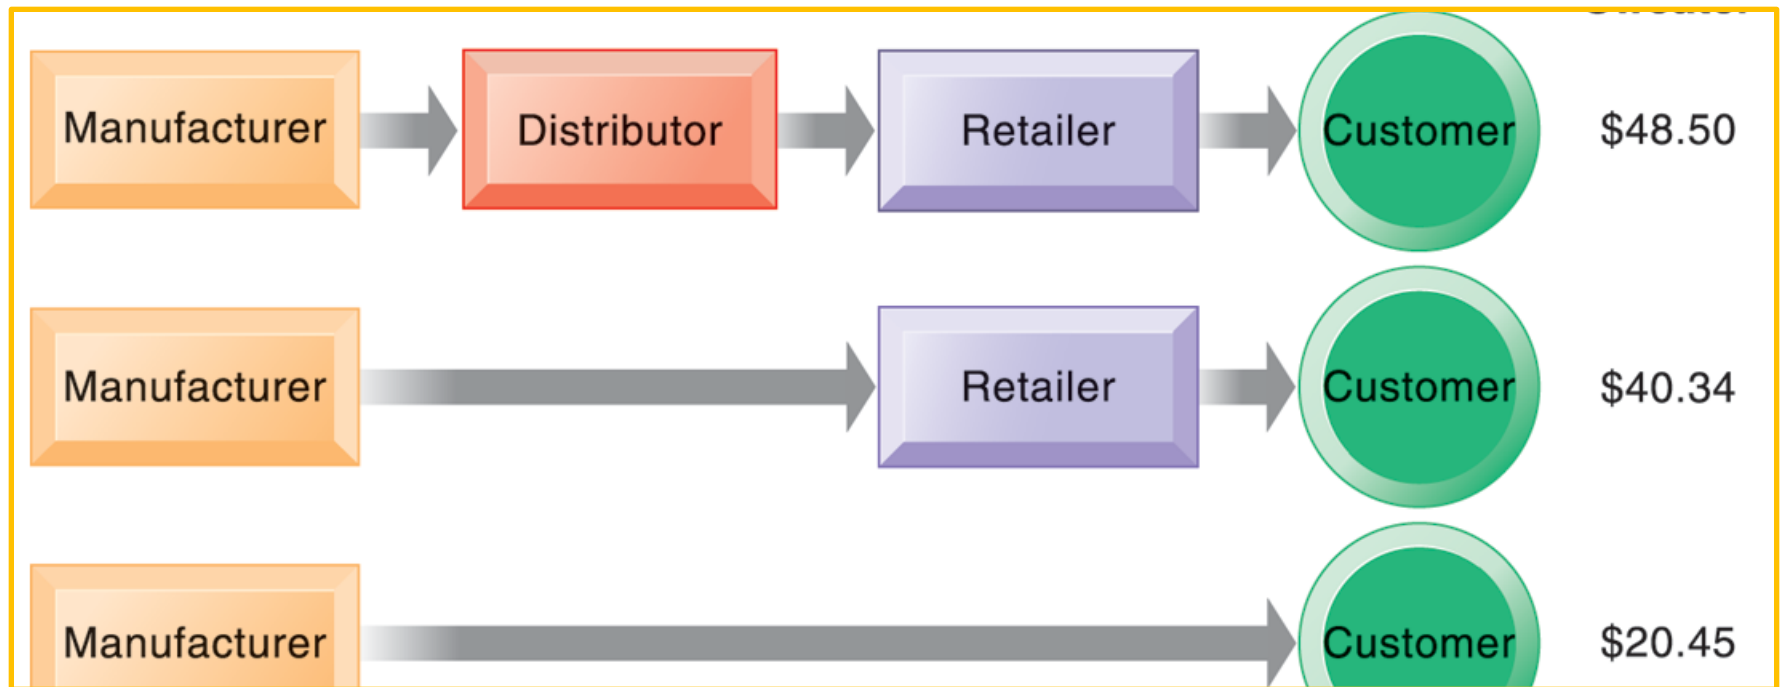 Manufacturer Distributor Retailer Customer $48.50
Manufacturer Retailer Customer $40.34
Manufacturer Customer $20.45